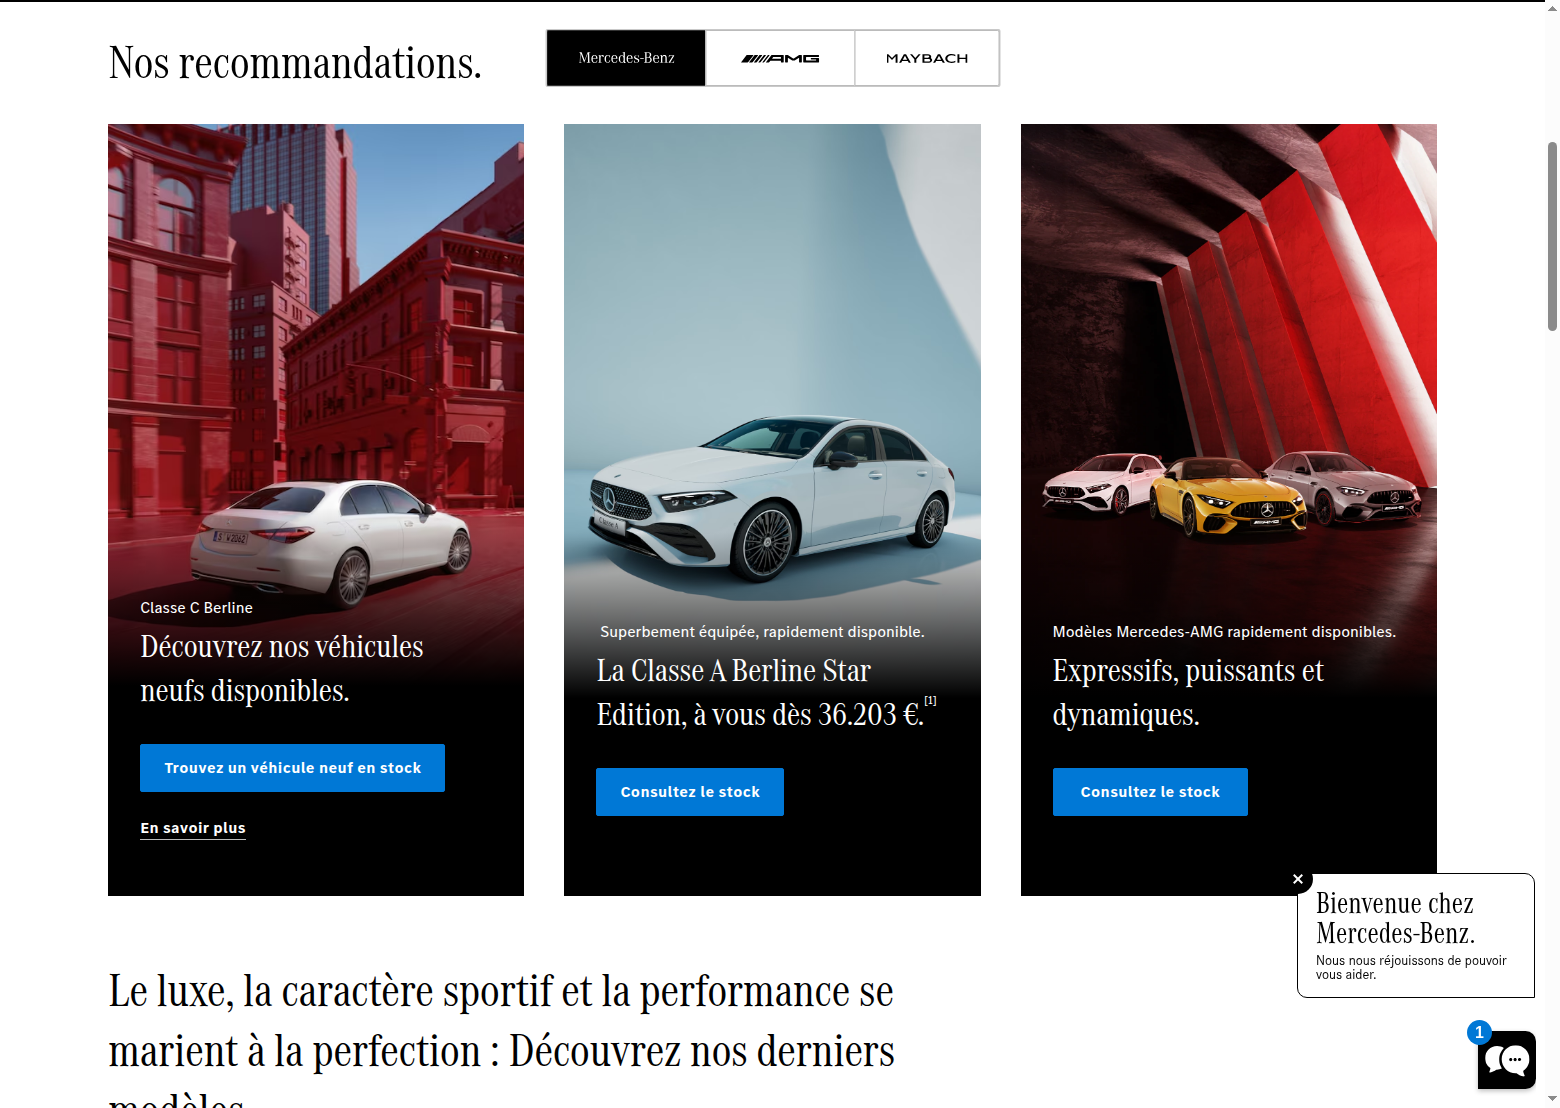 Nos recommandations.
Mercedes-Benz
AMG
MAYBACH
Classe C Berline
Découvrez nos véhicules
neufs disponibles.
Trouvez un véhicule neuf en stock
En savoir plus
Superbement équipée, rapidement disponible.
La Classe A Berline Star
Edition, à vous dès 36.203 €.[1]
Consultez le stock
Modèles Mercedes-AMG rapidement disponibles.
Expressifs, puissants et
dynamiques.
Consultez le stock
Bienvenue chez
Mercedes-Benz.
Nous nous réjouissons de pouvoir
vous aider.
1
Le luxe, la caractère sportif et la performance se
marient à la perfection : Découvrez nos derniers
modèles